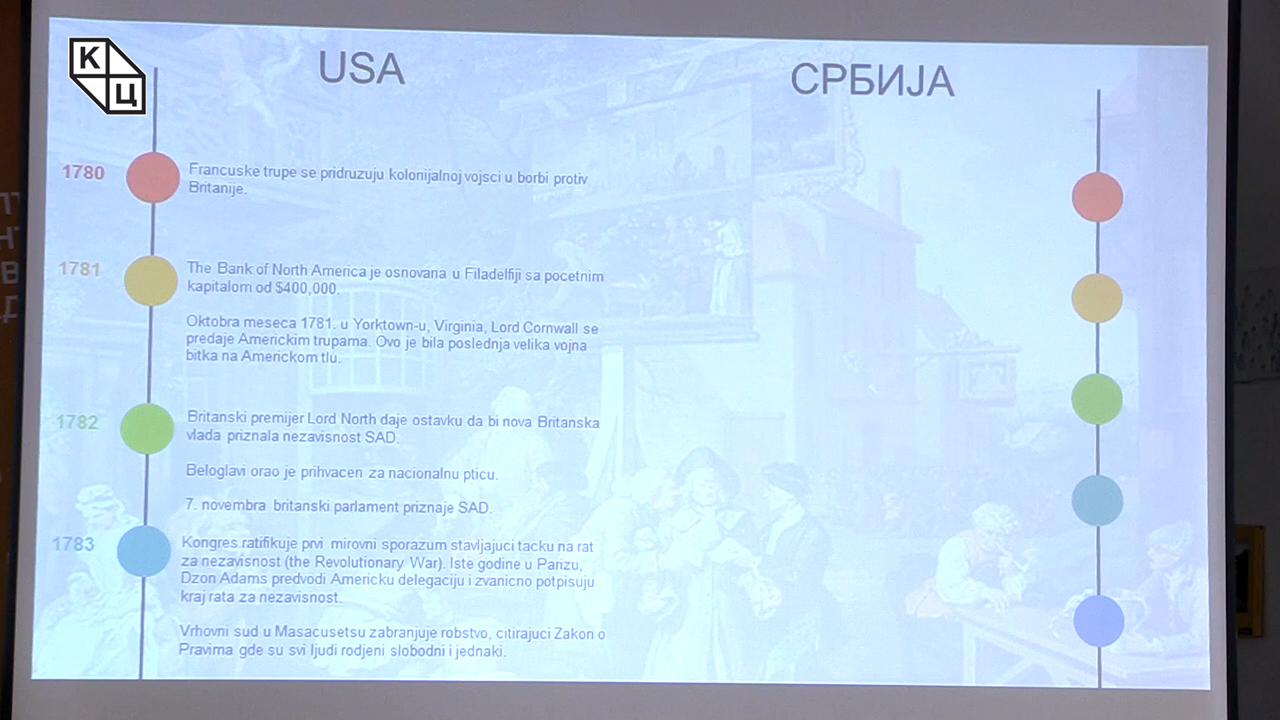 К
Ц
USA
СРБИЈА
1780
Francuske trupe se pridruzuju kolonijalnoj vojsci u borbi protiv
Britanije.
1781
The Bank of North America je osnovana u Filadelfiji sa pocetnim
kapitalom od $400,000.
Oktobra meseca 1781. u Yorktown-u, Virginia, Lord Cornwall se
predaje Americkim trupama. Ovo je bila poslednja velika vojna
bitka na Americkom tlu.
1782
Britanski premijer Lord North daje ostavku da bi nova Britanska
vlada priznala nezavisnost SAD.
Beloglavi orao je prihvacen za nacionalnu pticu.
7. novembra britanski parlament priznaje SAD.
1783
Kongres ratifikuje prvi mirovni sporazum stavljajuci tacku na rat
za nezavisnost (the Revolutionary War). Iste godine u Parizu,
Dzon Adams predvodi Americku delegaciju i zvanicno potpisuju
kraj rata za nezavisnost.
Vrhovni sud u Masacusetsu zabranjuje robstvo, citirajuci Zakon o
Pravima gde su svi ljudi rodjeni slobodni i jednaki.